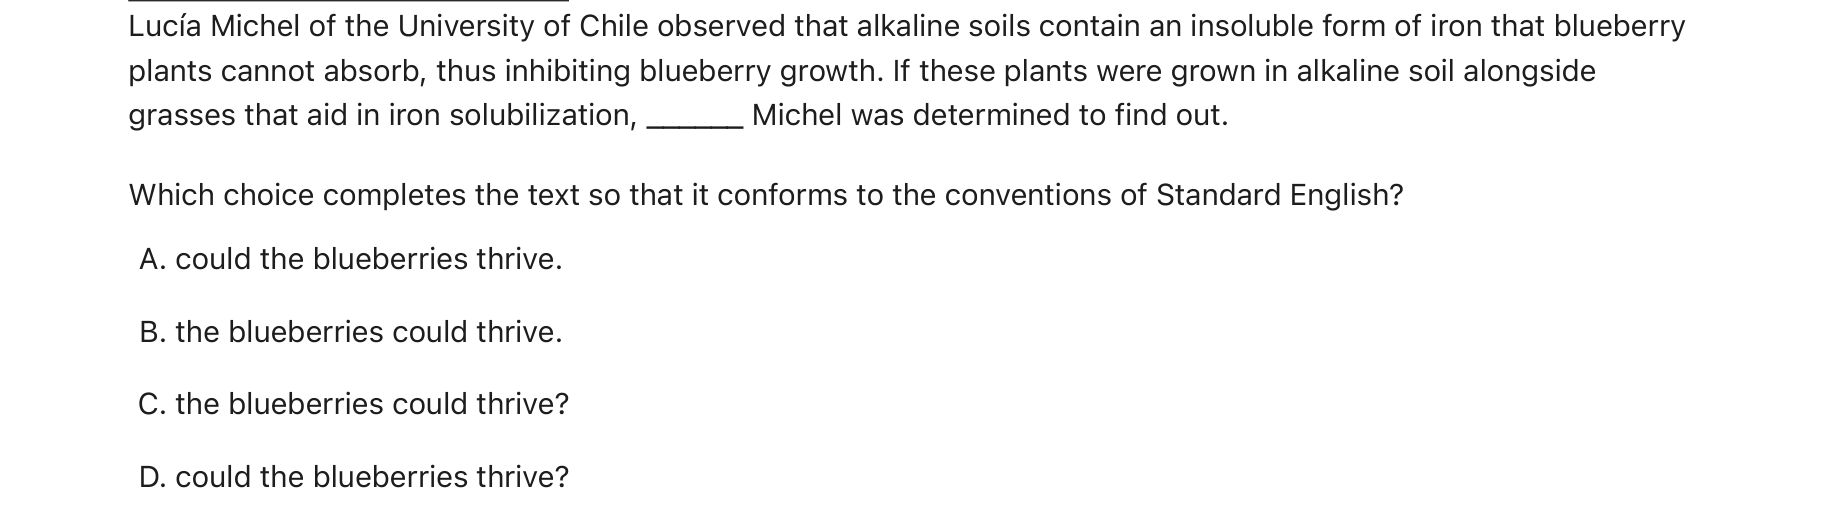 Lucía Michel of the University of Chile observed that alkaline soils contain an insoluble form of iron that blueberry
plants cannot absorb, thus inhibiting blueberry growth. If these plants were grown in alkaline soil alongside
grasses that aid in iron solubilization, ______ Michel was determined to find out.
Which choice completes the text so that it conforms to the conventions of Standard English?
A. could the blueberries thrive.
B. the blueberries could thrive.
C. the blueberries could thrive?
D. could the blueberries thrive?